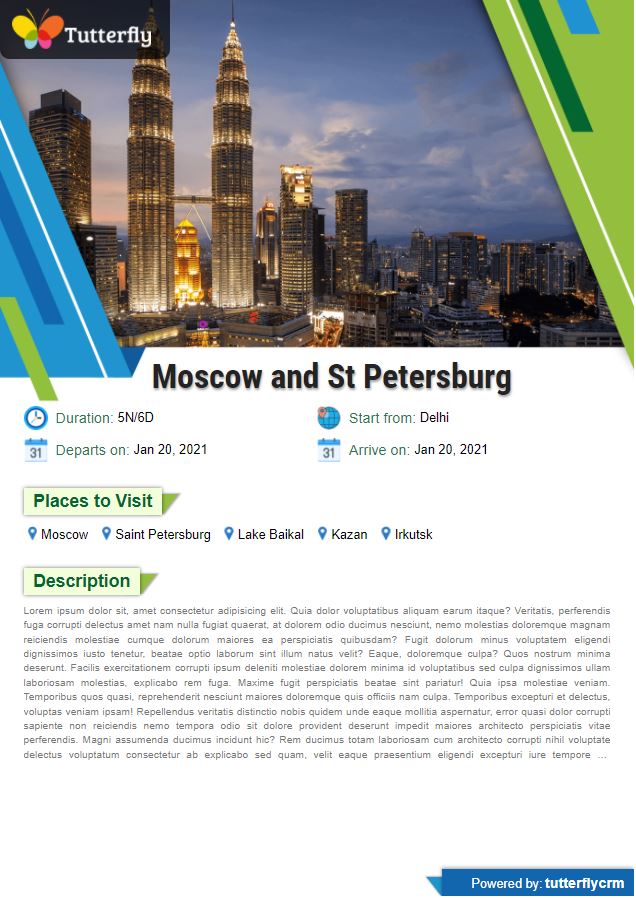 Tutterfly
Moscow and St Petersburg
Duration: 5N/6D
Start from: Delhi
31 Departs on: Jan 20, 2021
31 Arrive on: Jan 20, 2021
Places to Visit
Moscow Saint Petersburg Lake Baikal Kazan Irkutsk
Description
Lorem ipsum dolor sit, amet consectetur adipisicing elit. Quia dolor voluptatibus aliquam earum itaque? Veritatis, perferendis
fuga corrupti delectus amet nam nulla fugiat quaerat, at dolorem odio ducimus nesciunt, nemo molestias doloremque magnam
reiciendis molestiae cumque dolorum maiores ea perspiciatis quibusdam? Fugit dolorum minus voluptatem eligendi
dignissimos iusto tenetur, beatae optio laborum sint illum natus velit? Eaque, doloremque culpa? Quos nostrum minima
deserunt. Facilis exercitationem corrupti ipsum deleniti molestiae dolorem minima id voluptatibus sed culpa dignissimos ullam
laboriosam molestias, explicabo rem fuga. Maxime fugit perspiciatis beatae sint pariatur! Quia ipsa molestiae veniam.
Temporibus quos quasi, reprehenderit nesciunt maiores doloremque quis officiis nam culpa. Temporibus excepturi et delectus,
voluptas veniam ipsam! Repellendus veritatis distinctio nobis quidem unde eaque mollitia aspernatur, error quasi dolor corrupti
sapiente non reiciendis nemo tempora odio sit dolore provident deserunt impedit maiores architecto perspiciatis vitae
perferendis. Magni assumenda ducimus incidunt hic? Rem ducimus totam laboriosam cum architecto corrupti nihil voluptate
delectus voluptatum consectetur ab explicabo sed quam, velit eaque praesentium eligendi excepturi iure tempore ...
Powered by: tutterflycrm